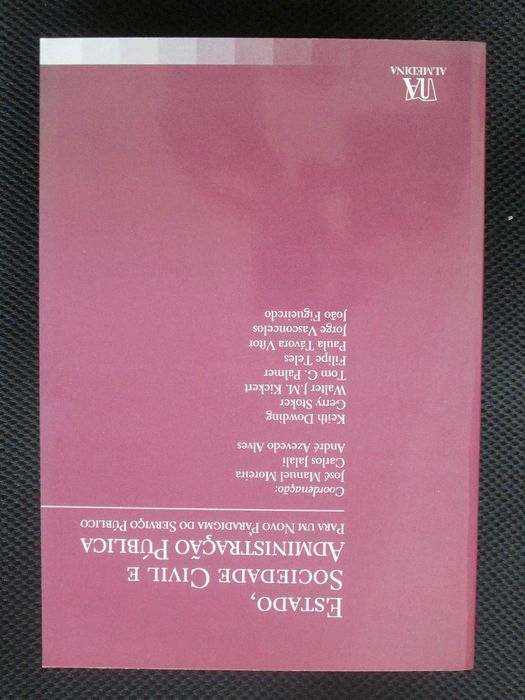 ESTADO,
SOCIEDADE CIVIL E
ADMINISTRAÇÃO PÚBLICA
PARA UM NOVO PARADIGMA DO SERVIÇO PÚBLICO
Coordenação:
José Manuel Moreira
Carlos Jalali
André Azevedo Alves
Keith Dowding
Gerry Stoker
Walter J.M. Kickert
Tom G. Palmer
Filipe Teles
Paula Távora Vítor
Jorge Vasconcelos
João Figueiredo
ALMEDINA